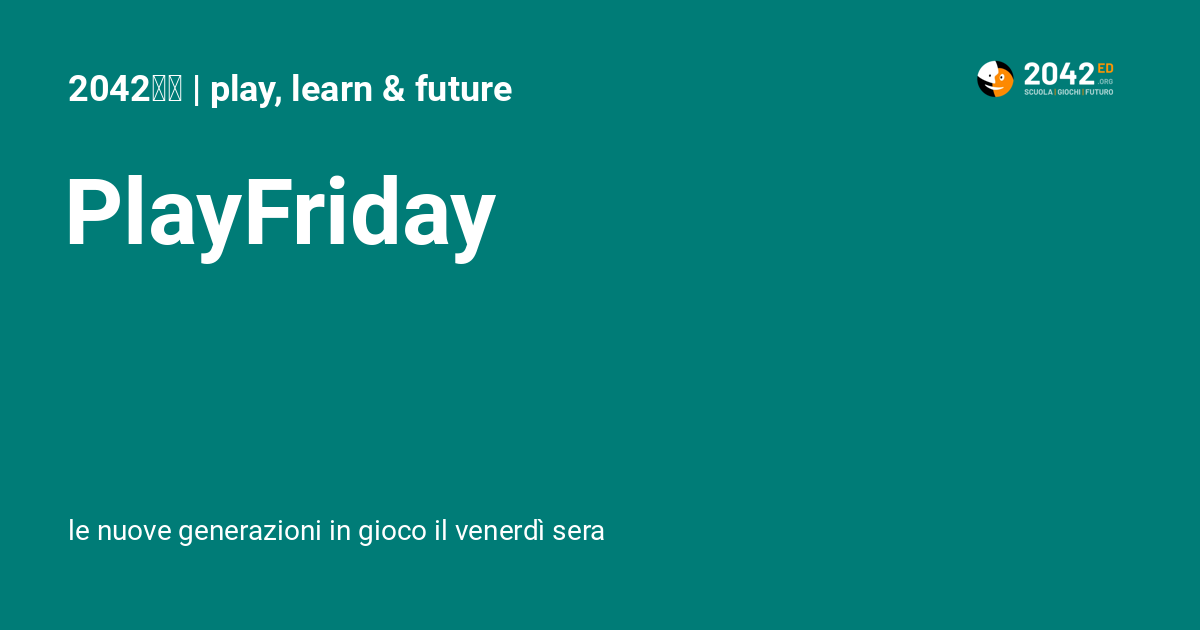 2042 | play, learn & future
2042 ED
.ORG
SCUOLA | GIOCHI | FUTURO
PlayFriday
le nuove generazioni in gioco il venerdì sera